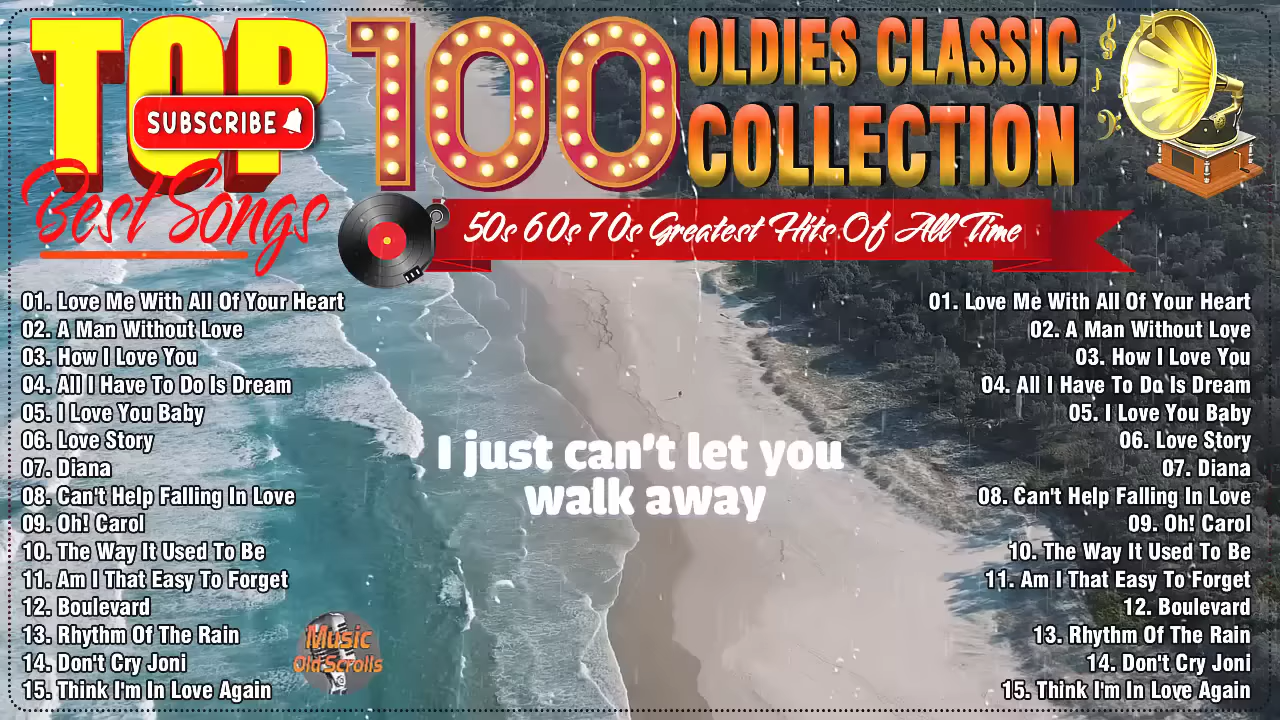 TOP 100 OLDIES CLASSIC
COLLECTION
SUBSCRIBE
Best Songs
50s 60s 70s Greatest Hits Of All Time
01. Love Me With All Of Your Heart
02. A Man Without Love
03. How I Love You
04. All I Have To Do Is Dream
05. I Love You Baby
06. Love Story
07. Diana
08. Can't Help Falling In Love
09. Oh! Carol
10. The Way It Used To Be
11. Am I That Easy To Forget
12. Boulevard
13. Rhythm Of The Rain
14. Don't Cry Joni
15. Think I'm In Love Again
I just can't let you
walk away
Music
Old Scrolls
01. Love Me With All Of Your Heart
02. A Man Without Love
03. How I Love You
04. All I Have To Do Is Dream
05. I Love You Baby
06. Love Story
07. Diana
08. Can't Help Falling In Love
09. Oh! Carol
10. The Way It Used To Be
11. Am I That Easy To Forget
12. Boulevard
13. Rhythm Of The Rain
14. Don't Cry Joni
15. Think I'm In Love Again